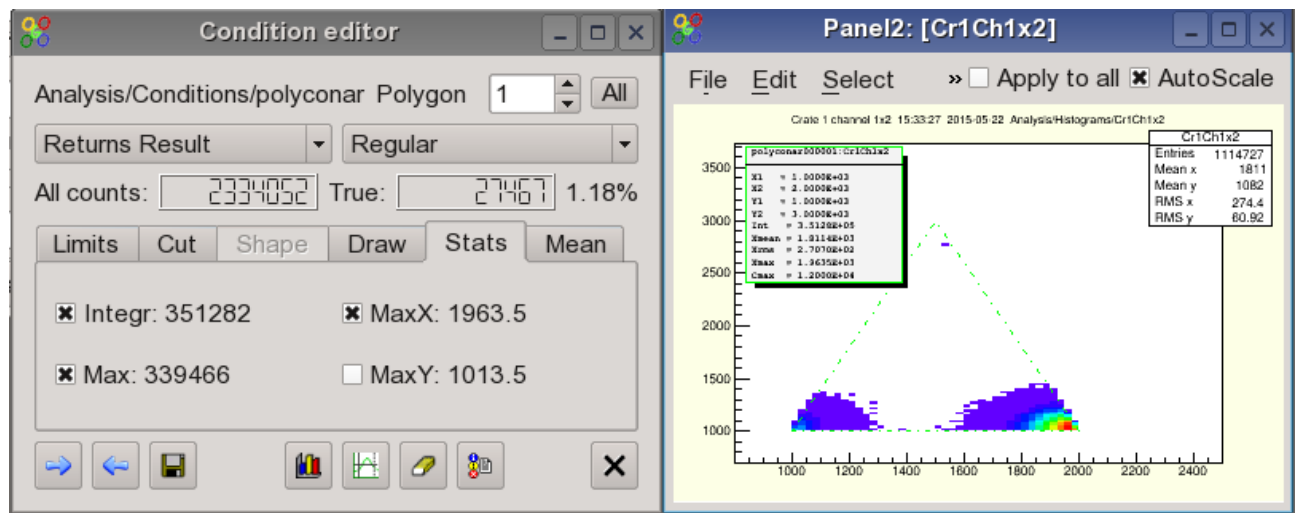 Condition editor
Analysis/Conditions/polyconar Polygon 1 All
Returns Result Regular
All counts: 2334052 True: 27467 1.18%
Limits Cut Shape Draw Stats Mean
Integr: 351282 MaxX: 1963.5
Max: 339466 MaxY: 1013.5
Panel2: [Cr1Ch1x2]
File Edit Select » Apply to all AutoScale
Crate 1 channel 1x2 15:33:27 2015-05-22 Analysis/Histograms/Cr1Ch1x2
polyconar000001:Cr1Ch1x2
X1 = 1.0000E+03
X2 = 2.0000E+03
Y1 = 1.0000E+03
Y2 = 3.0000E+03
Int = 3.5128E+05
Xmean = 1.8114E+03
Xrms = 2.7070E+02
Xmax = 1.9635E+03
Cmax = 1.2000E+04
Cr1Ch1x2
Entries 1114727
Mean x 1811
Mean y 1082
RMS x 274.4
RMS y 60.92
3500
3000
2500
2000
1500
1000
1000 1200 1400 1600 1800 2000 2200 2400